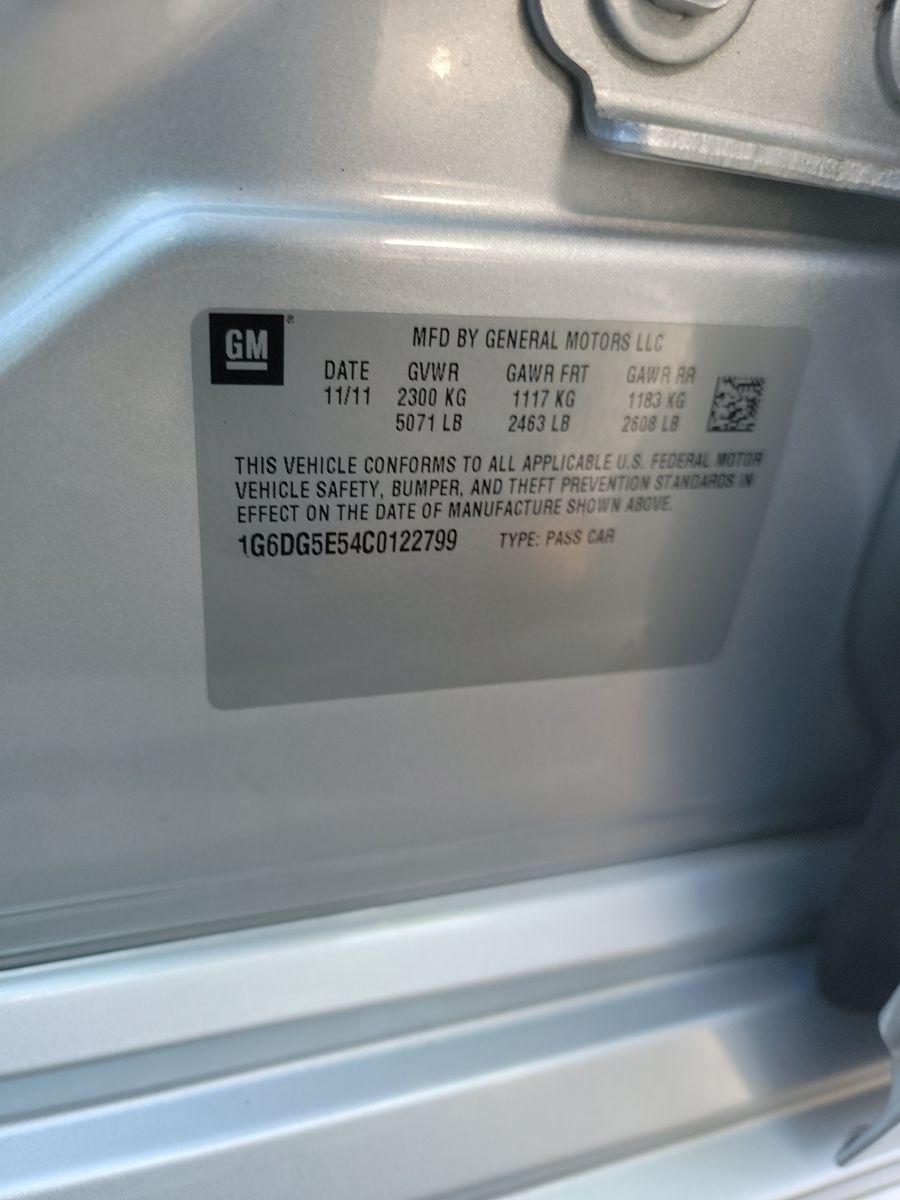 GM®
MFD BY GENERAL MOTORS LLC
DATE GVWR GAWR FRT GAWR RR
11/11 2300 KG 1117 KG 1183 KG
5071 LB 2463 LB 2608 LB
THIS VEHICLE CONFORMS TO ALL APPLICABLE U.S. FEDERAL MOTOR
VEHICLE SAFETY, BUMPER, AND THEFT PREVENTION STANDARDS IN
EFFECT ON THE DATE OF MANUFACTURE SHOWN ABOVE.
1G6DG5E54C0122799 TYPE: PASS CAR